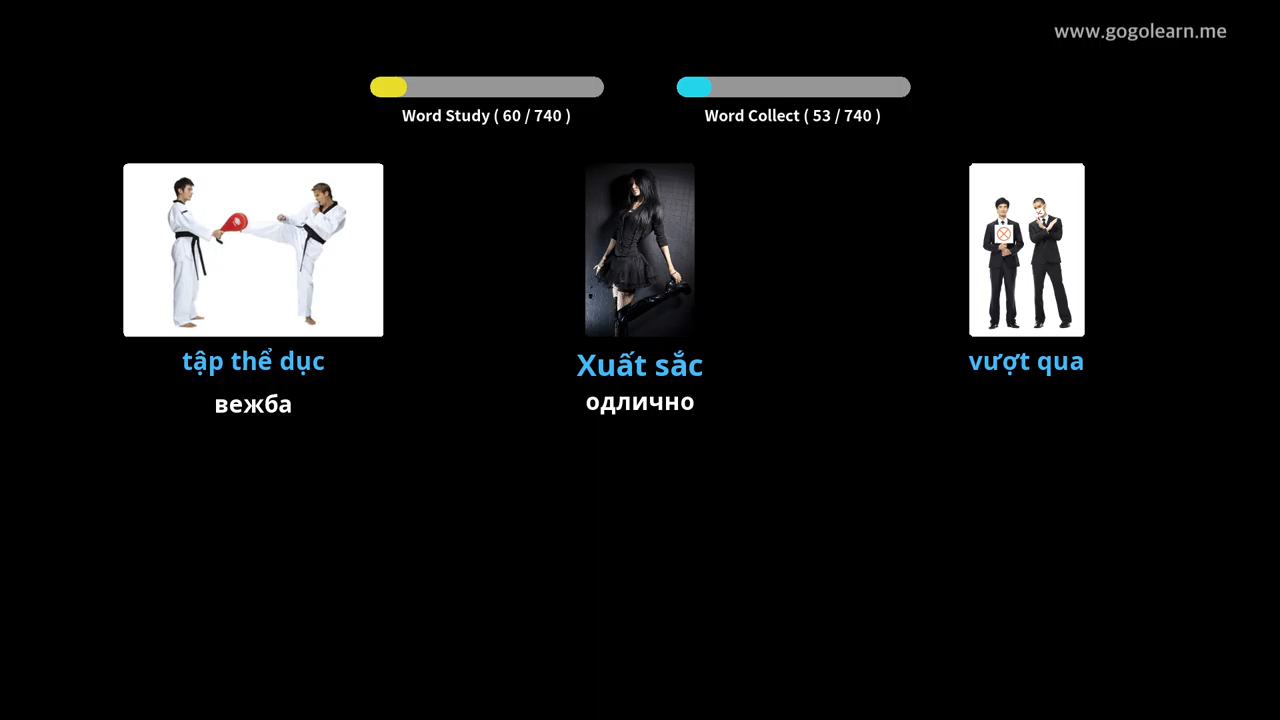 www.gogolearn.me
Word Study ( 60 / 740 )
Word Collect ( 53 / 740 )
tập thể dục
Xuất sắc
vượt qua
вежба
одлично